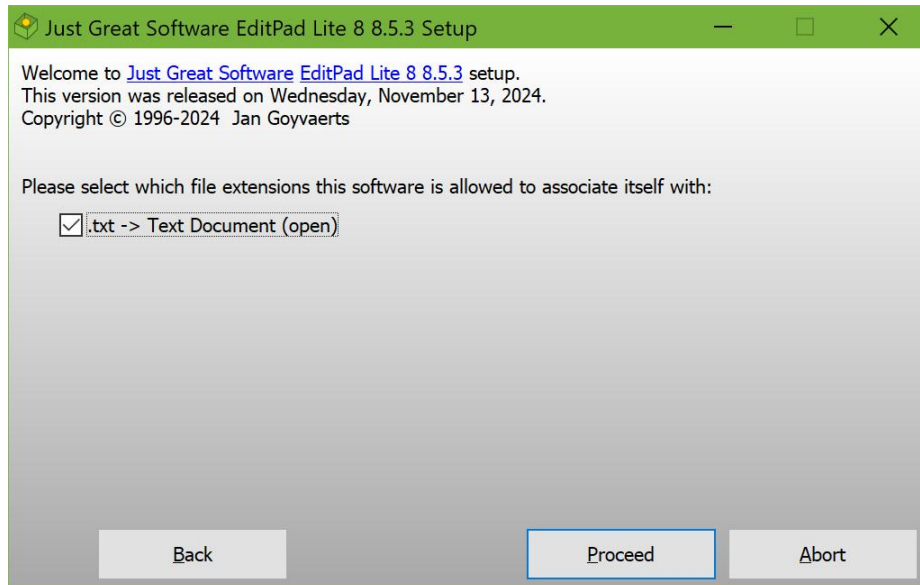 Just Great Software EditPad Lite 8 8.5.3 Setup
Welcome to Just Great Software EditPad Lite 8 8.5.3 setup.
This version was released on Wednesday, November 13, 2024.
Copyright © 1996-2024  Jan Goyvaerts
Please select which file extensions this software is allowed to associate itself with:
.txt -> Text Document (open)
Back Proceed Abort